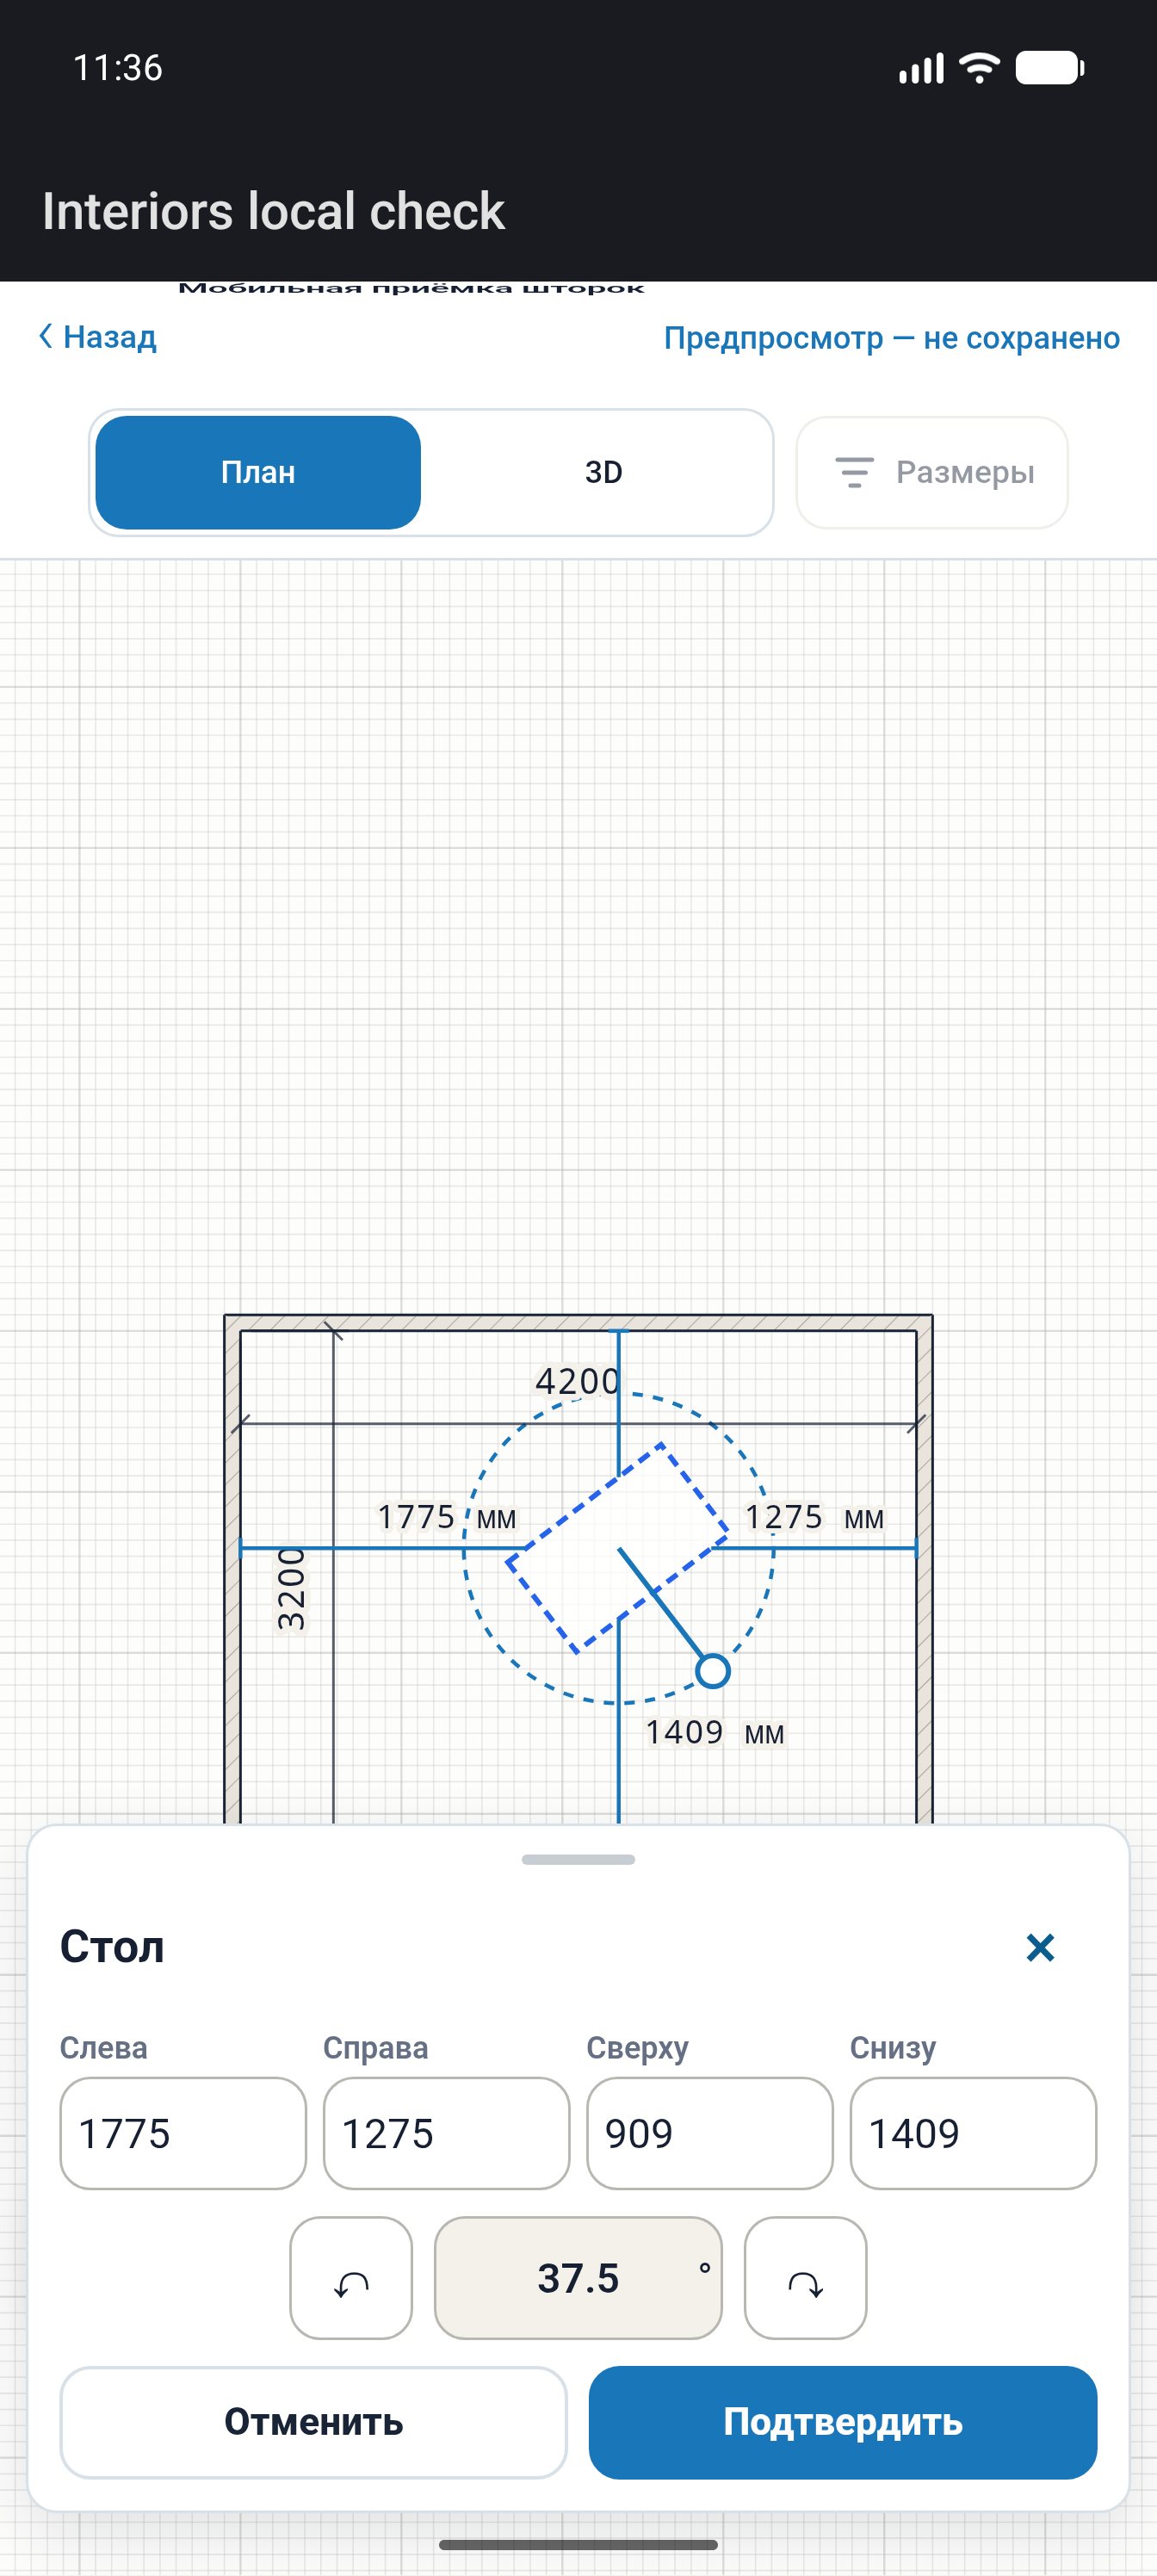 11:36
Interiors local check
Мобильная приёмка шторок
Назад
Предпросмотр — не сохранено
План
3D
Размеры
4200
1775 мм
1275 мм
3200
1409 мм
Стол
Слева
Справа
Сверху
Снизу
1775
1275
909
1409
37.5 °
Отменить
Подтвердить